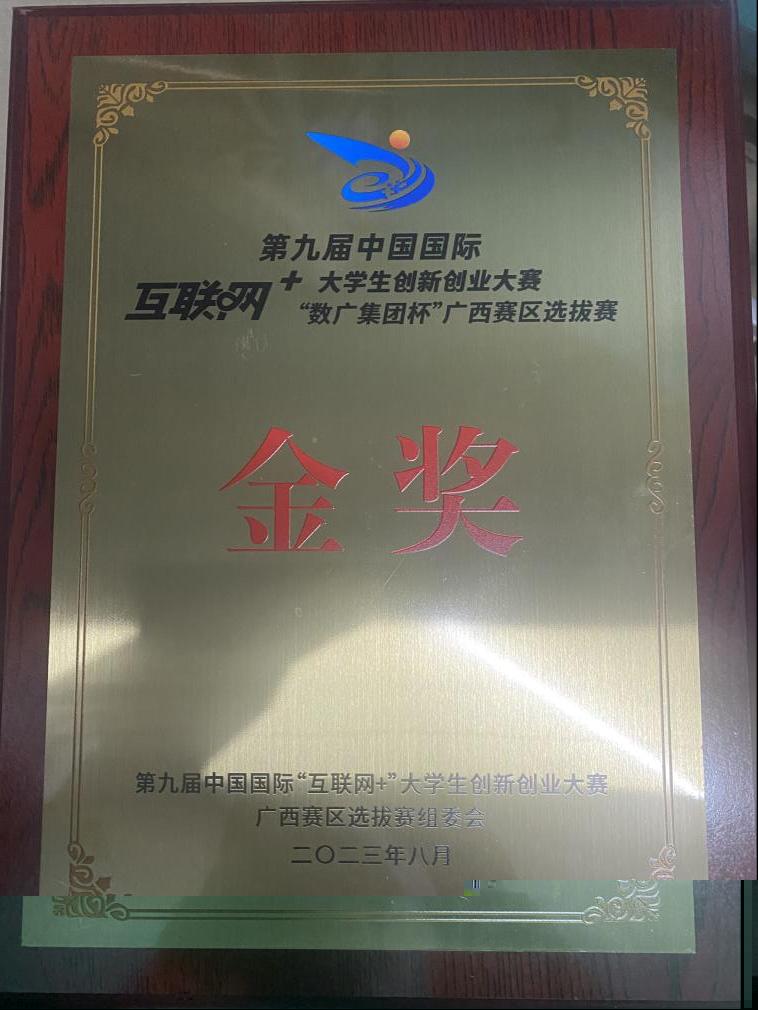 第九届中国国际
互联网+ 大学生创新创业大赛
“数广集团杯”广西赛区选拔赛
金奖
第九届中国国际“互联网+”大学生创新创业大赛
广西赛区选拔赛组委会
二〇二三年八月